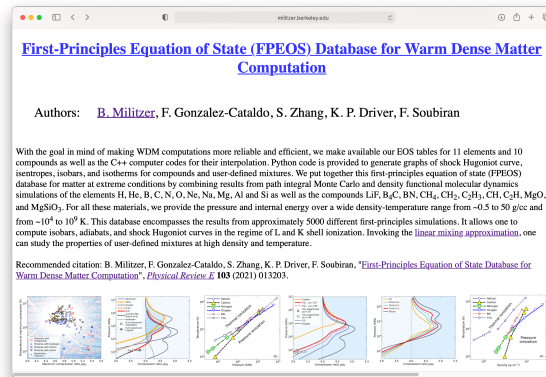 militzer.berkeley.edu
First-Principles Equation of State (FPEOS) Database for Warm Dense Matter
Computation
Authors: B. Militzer, F. Gonzalez-Cataldo, S. Zhang, K. P. Driver, F. Soubiran
With the goal in mind of making WDM computations more reliable and efficient, we make available our EOS tables for 11 elements and 10
compounds as well as the C++ computer codes for their interpolation. Python code is provided to generate graphs of shock Hugoniot curve,
isentropes, isobars, and isotherms for compounds and user-defined mixtures. We put together this first-principles equation of state (FPEOS)
database for matter at extreme conditions by combining results from path integral Monte Carlo and density functional molecular dynamics
simulations of the elements H, He, B, C, N, O, Ne, Na, Mg, Al and Si as well as the compounds LiF, B₄C, BN, CH₄, CH₂, C₂H₃, CH, C₂H, MgO,
and MgSiO₃. For all these materials, we provide the pressure and internal energy over a wide density-temperature range from ~0.5 to 50 g/cc and
from ~10⁴ to 10⁹ K. This database encompasses the results from approximately 5000 different first-principles simulations. It allows one to
compute isobars, adiabats, and shock Hugoniot curves in the regime of L and K shell ionization. Invoking the linear mixing approximation, one
can study the properties of user-defined mixtures at high density and temperature.
Recommended citation: B. Militzer, F. Gonzalez-Cataldo, S. Zhang, K. P. Driver, F. Soubiran, "First-Principles Equation of State Database for
Warm Dense Matter Computation", Physical Review E 103 (2021) 013203.